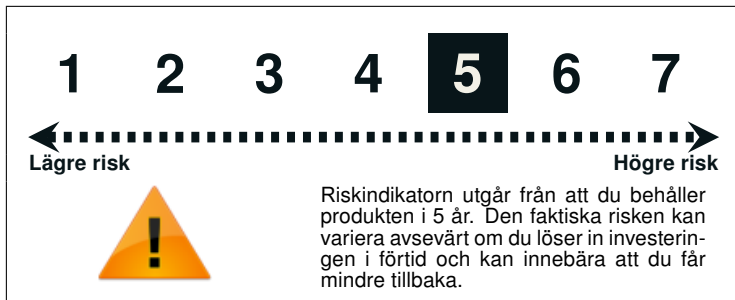 1 2 3 4 5 6 7
Lägre risk Högre risk
!
Riskindikatorn utgår från att du behåller
produkten i 5 år. Den faktiska risken kan
variera avsevärt om du löser in investerin-
gen i förtid och kan innebära att du får
mindre tillbaka.